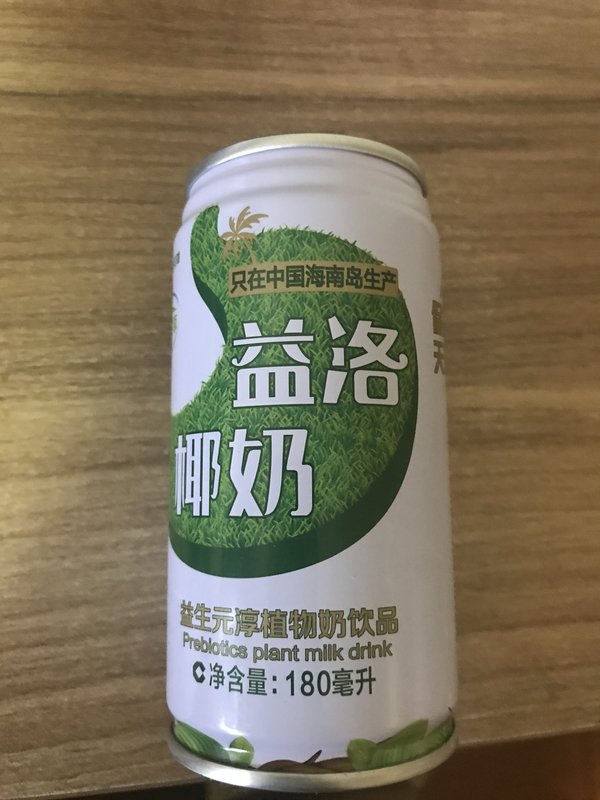 只在中国海南岛生产
益洛
椰奶
益生元淳植物奶饮品
Prebiotics plant milk drink
C净含量:180毫升